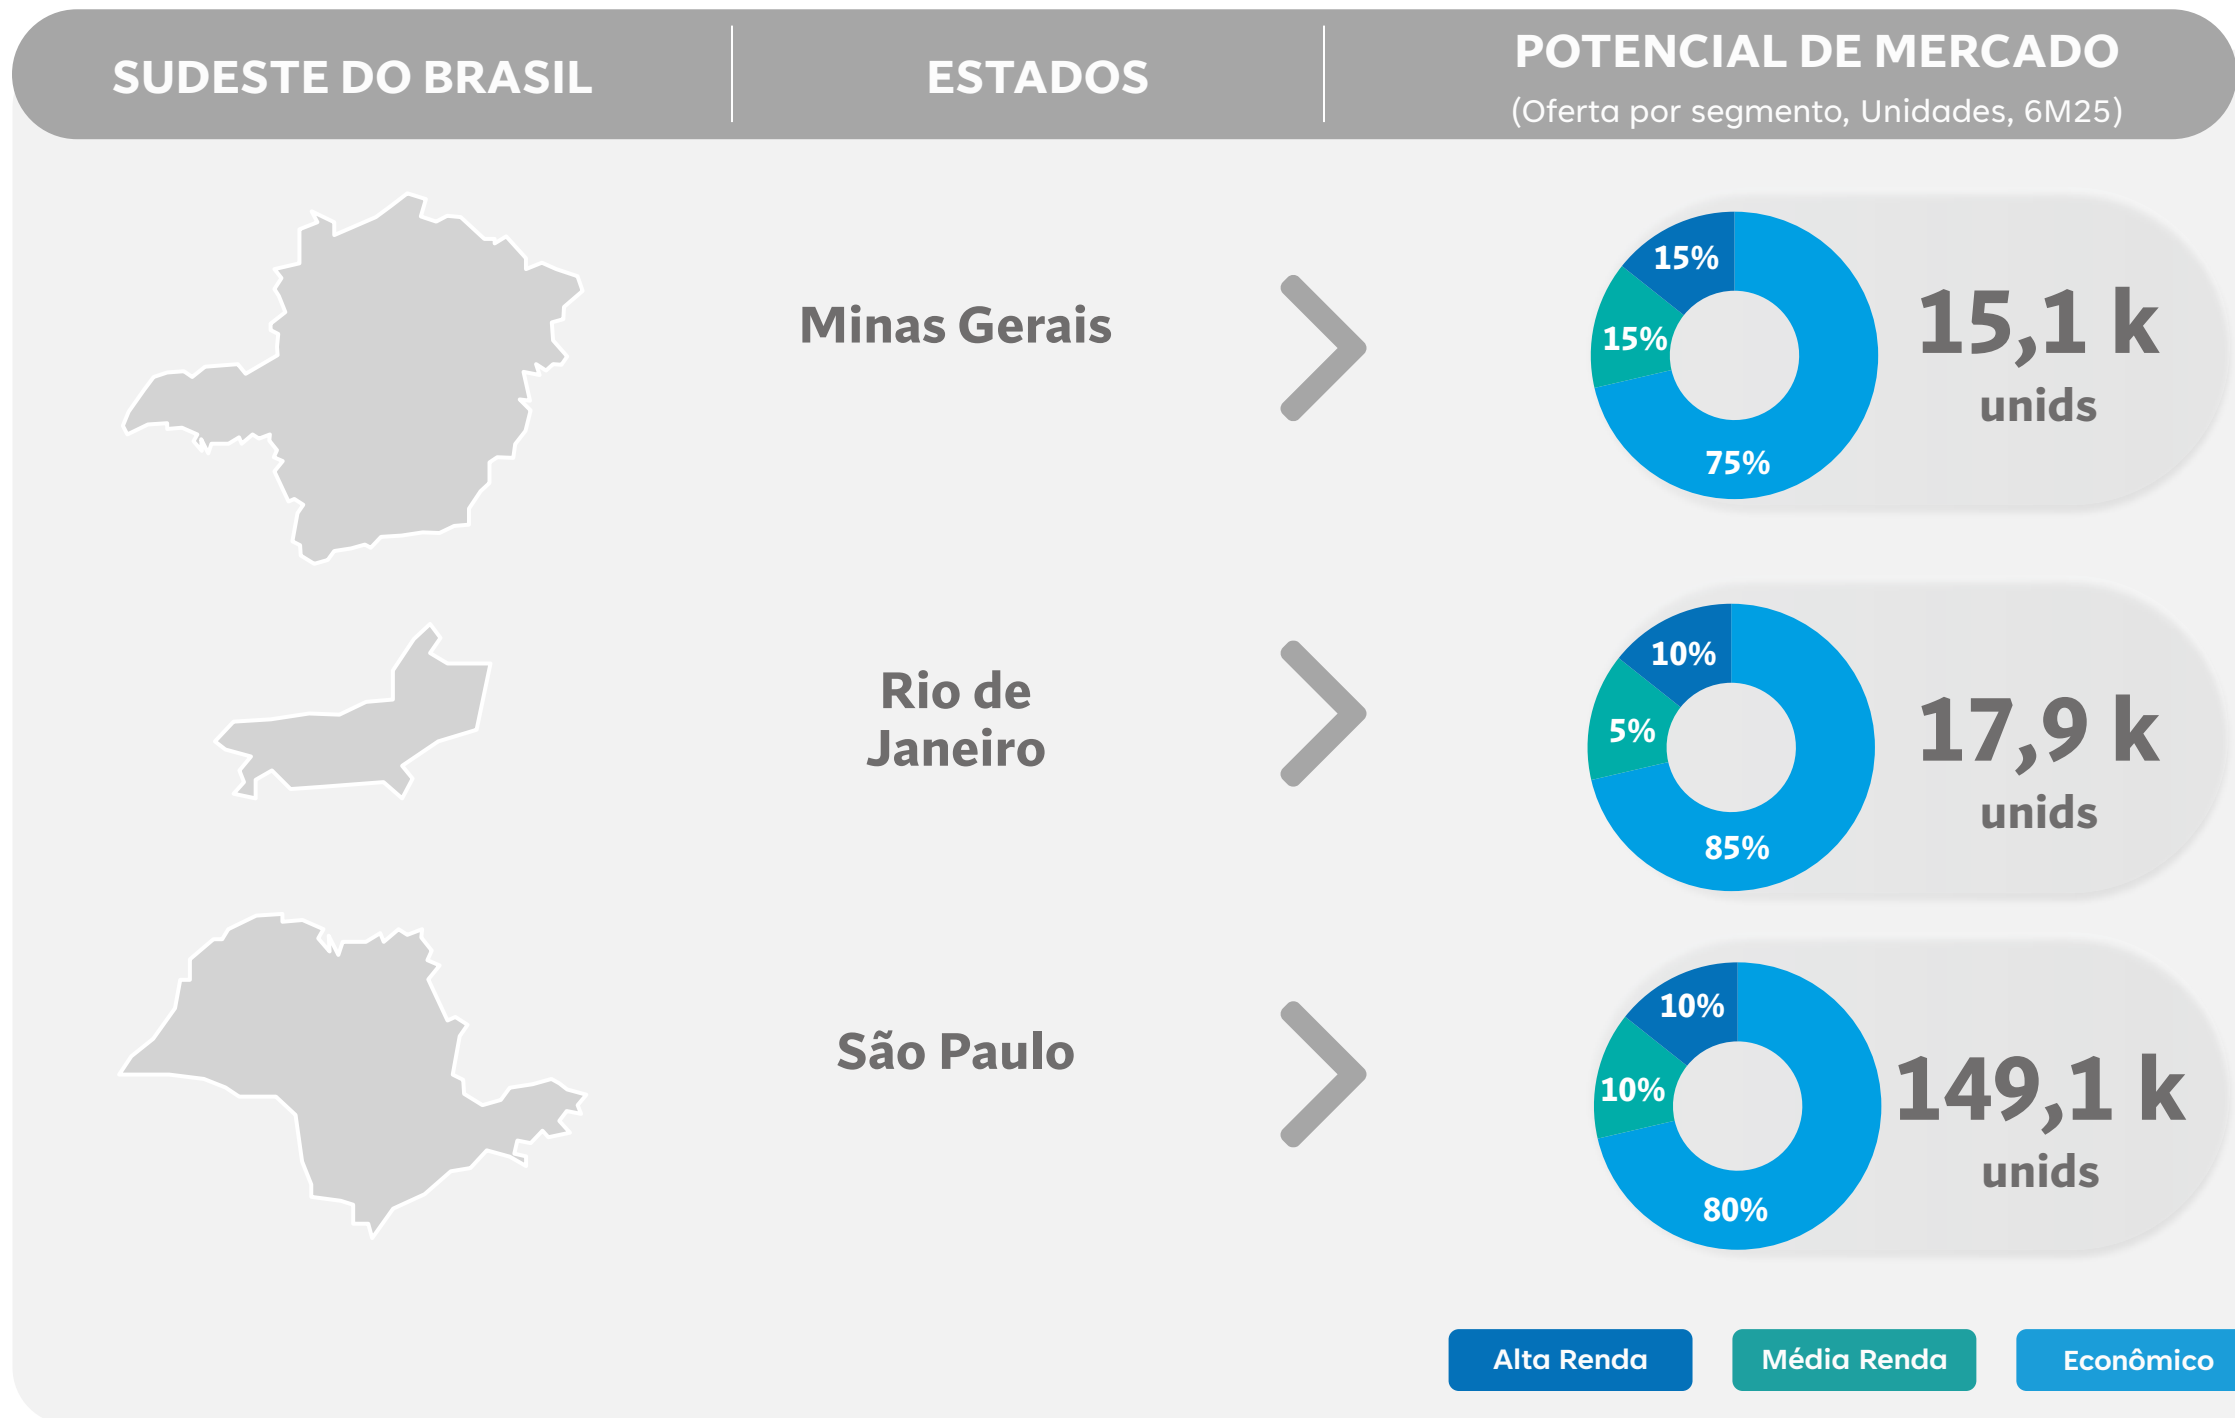 SUDESTE DO BRASIL
ESTADOS
POTENCIAL DE MERCADO
(Oferta por segmento, Unidades, 6M25)
Minas Gerais
15%
15%
75%
15,1 k
unids
Rio de
Janeiro
10%
5%
85%
17,9 k
unids
São Paulo
10%
10%
80%
149,1 k
unids
Alta Renda
Média Renda
Econômico